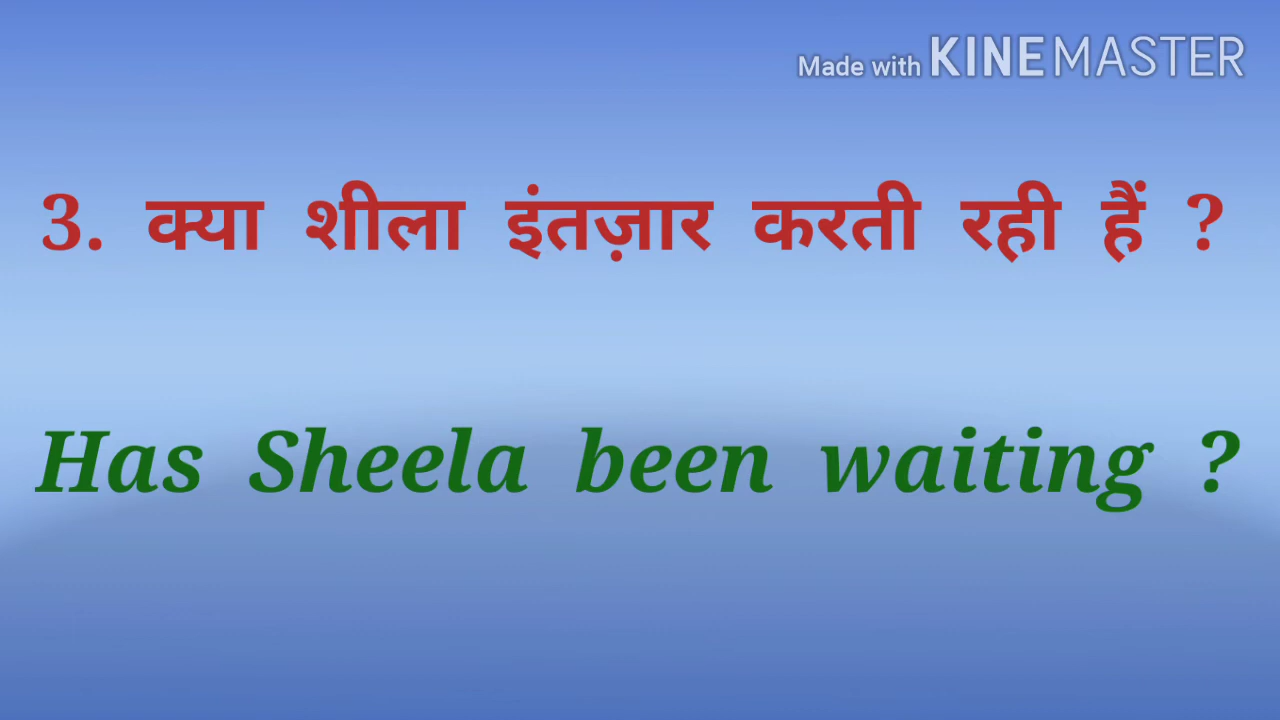 Made with KINEMASTER
3. क्या शीला इंतज़ार करती रही हैं ?
Has Sheela been waiting ?